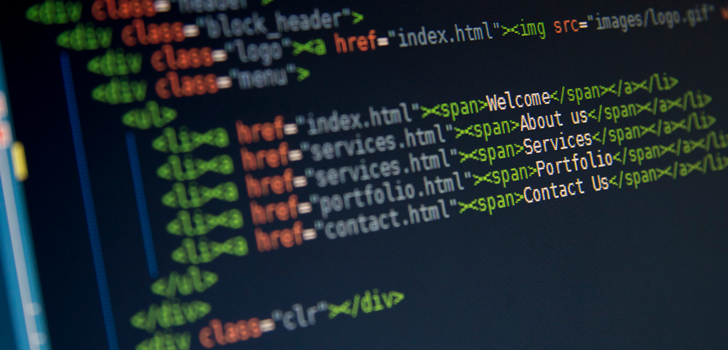 <div class="header">
<div class="block_header">
<div class="logo"><a href="index.html"><img src="images/logo.gif"
<div class="menu">
<ul>
<li><a href="index.html"><span>Welcome</span></a></li>
<li><a href="services.html"><span>About us</span></a></li>
<li><a href="services.html"><span>Services</span></a></li>
<li><a href="portfolio.html"><span>Portfolio</span></a></li>
<li><a href="contact.html"><span>Contact Us</span></a></li>
</ul>
</div>
<div class="clr"></div>